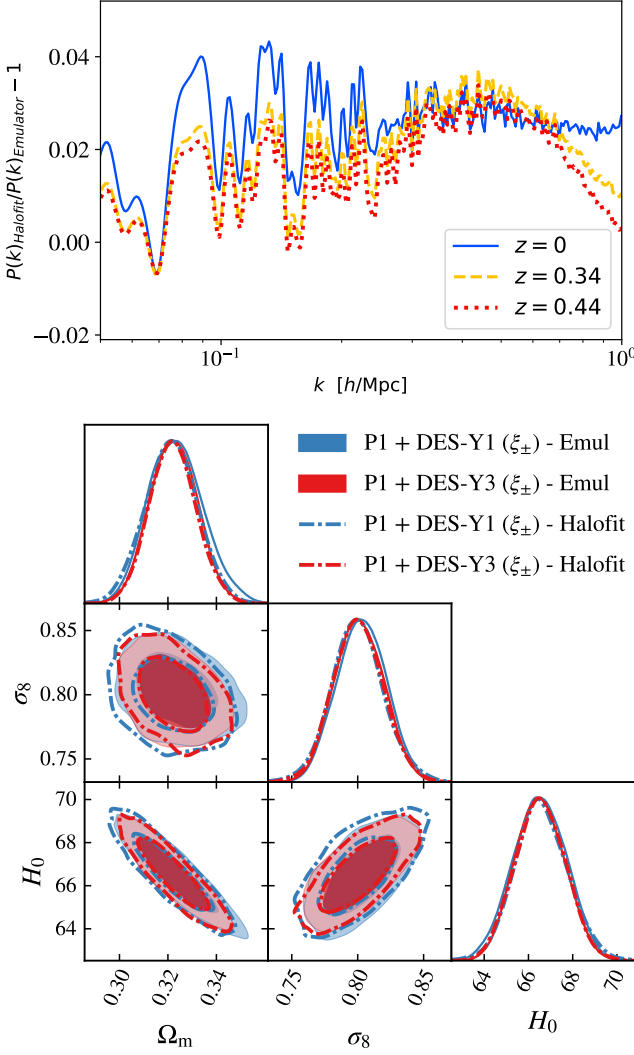 P(k)_{Halofit}/P(k)_{Emulator} − 1
0.04
0.02
0.00
−0.02
z = 0
z = 0.34
z = 0.44
10⁻¹
10⁰
k [h/Mpc]
P1 + DES-Y1 (ξ±) - Emul
P1 + DES-Y3 (ξ±) - Emul
P1 + DES-Y1 (ξ±) - Halofit
P1 + DES-Y3 (ξ±) - Halofit
σ₈
0.85
0.80
0.75
H₀
70
68
66
64
0.30
0.32
0.34
0.75
0.80
0.85
64
66
68
70
Ωₘ
σ₈
H₀